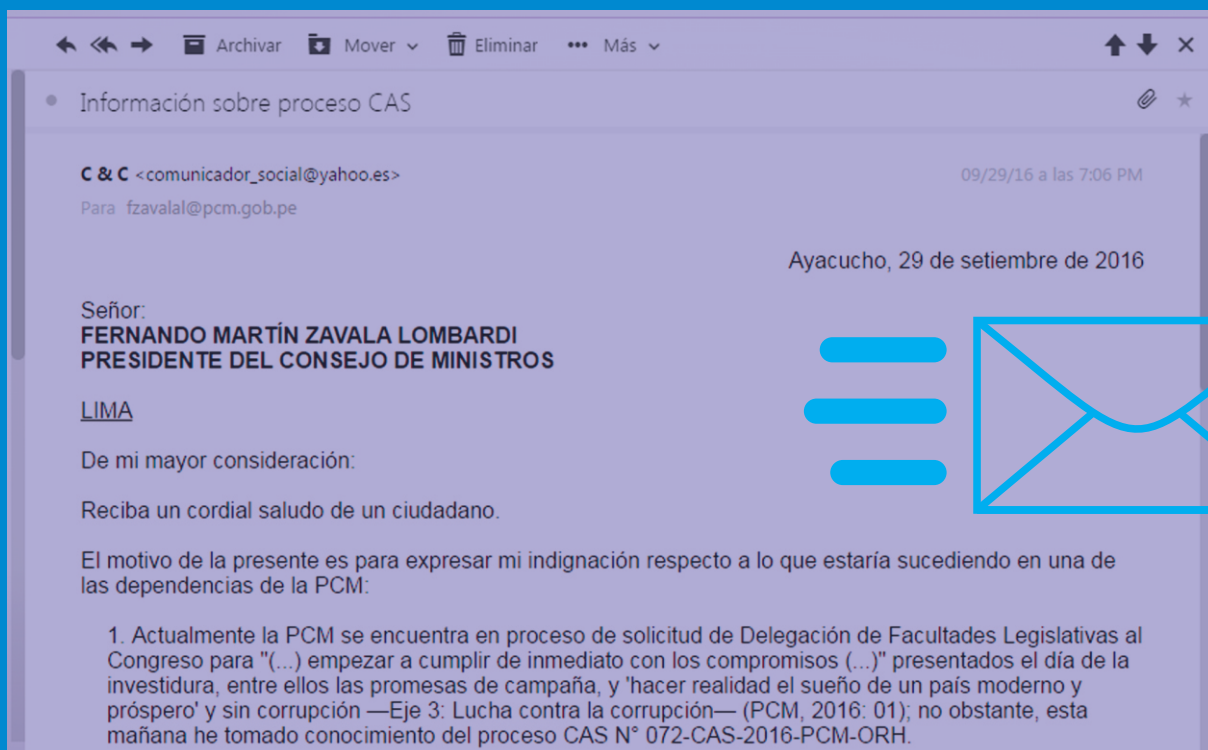 Archivar Mover Eliminar Más
Información sobre proceso CAS
C & C <comunicador_social@yahoo.es> 09/29/16 a las 7:06 PM
Para fzavalal@pcm.gob.pe
Ayacucho, 29 de setiembre de 2016
Señor:
FERNANDO MARTÍN ZAVALA LOMBARDI
PRESIDENTE DEL CONSEJO DE MINISTROS
LIMA
De mi mayor consideración:
Reciba un cordial saludo de un ciudadano.
El motivo de la presente es para expresar mi indignación respecto a lo que estaría sucediendo en una de
las dependencias de la PCM:
1. Actualmente la PCM se encuentra en proceso de solicitud de Delegación de Facultades Legislativas al
Congreso para "(...) empezar a cumplir de inmediato con los compromisos (...)" presentados el día de la
investidura, entre ellos las promesas de campaña, y 'hacer realidad el sueño de un país moderno y
próspero' y sin corrupción —Eje 3: Lucha contra la corrupción— (PCM, 2016: 01); no obstante, esta
mañana he tomado conocimiento del proceso CAS N° 072-CAS-2016-PCM-ORH.